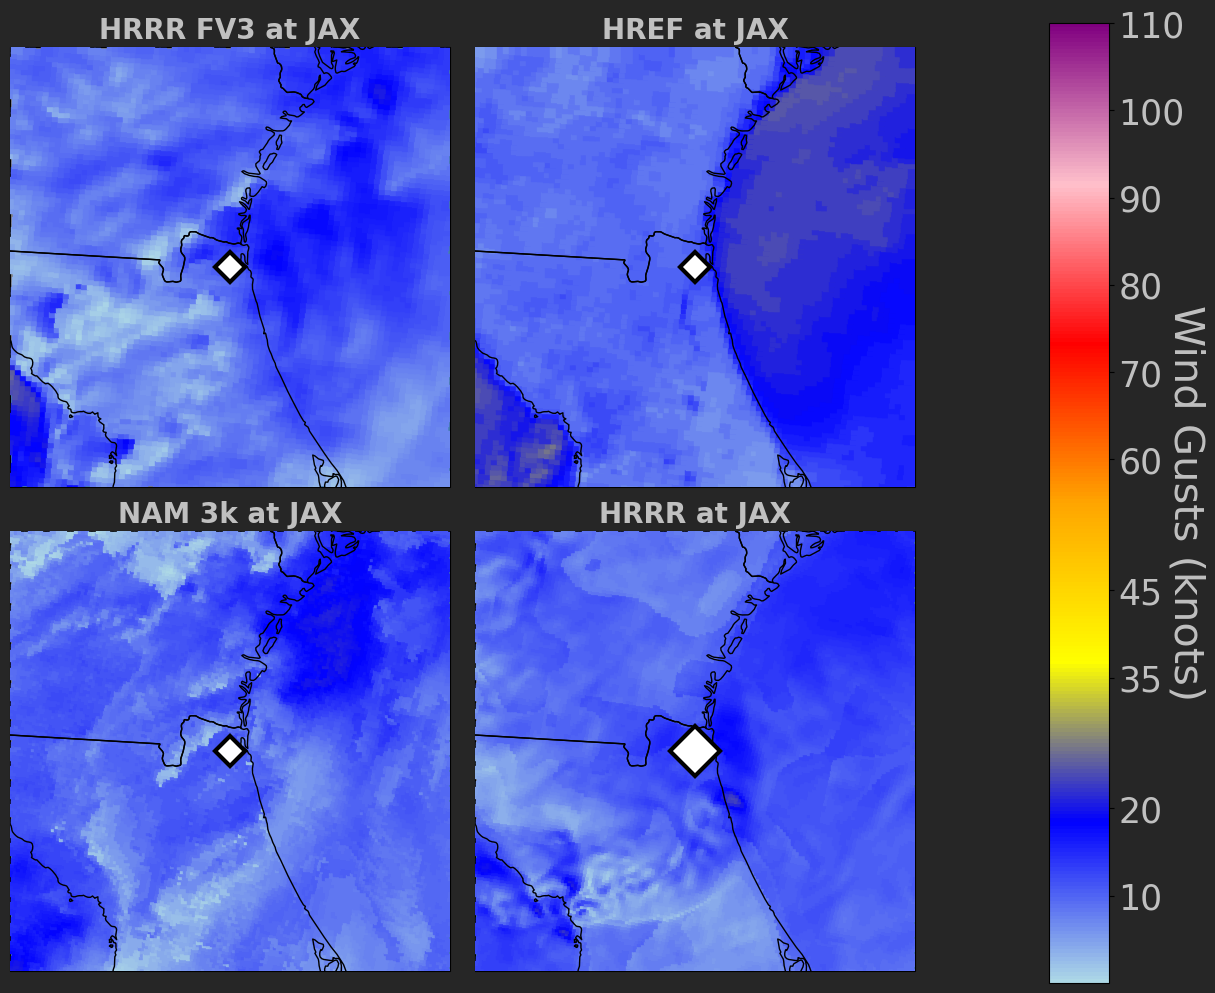 HRRR FV3 at JAX
HREF at JAX
NAM 3k at JAX
HRRR at JAX
110
100
90
80
70
60
45
35
20
10
Wind Gusts (knots)